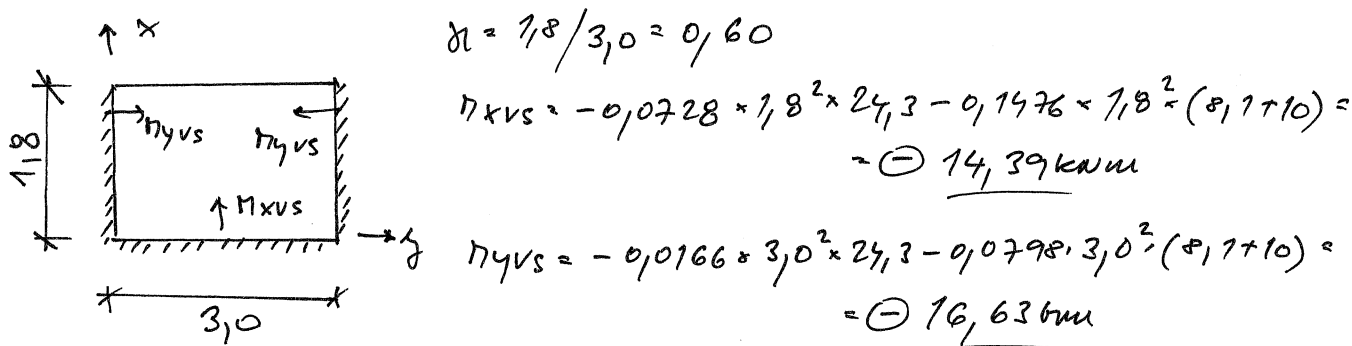 x
1,8
Myvs
Myvs
Mxvs
y
3,0
γ = 1,8/3,0 = 0,60
Mxvs = -0,0728 * 1,8² * 24,3 - 0,1476 * 1,8² * (8,1+10) =
= ⊖ 14,39 kNm
Myvs = -0,0166 * 3,0² * 24,3 - 0,0798 · 3,0² · (8,1+10) =
= ⊖ 16,63 kNm